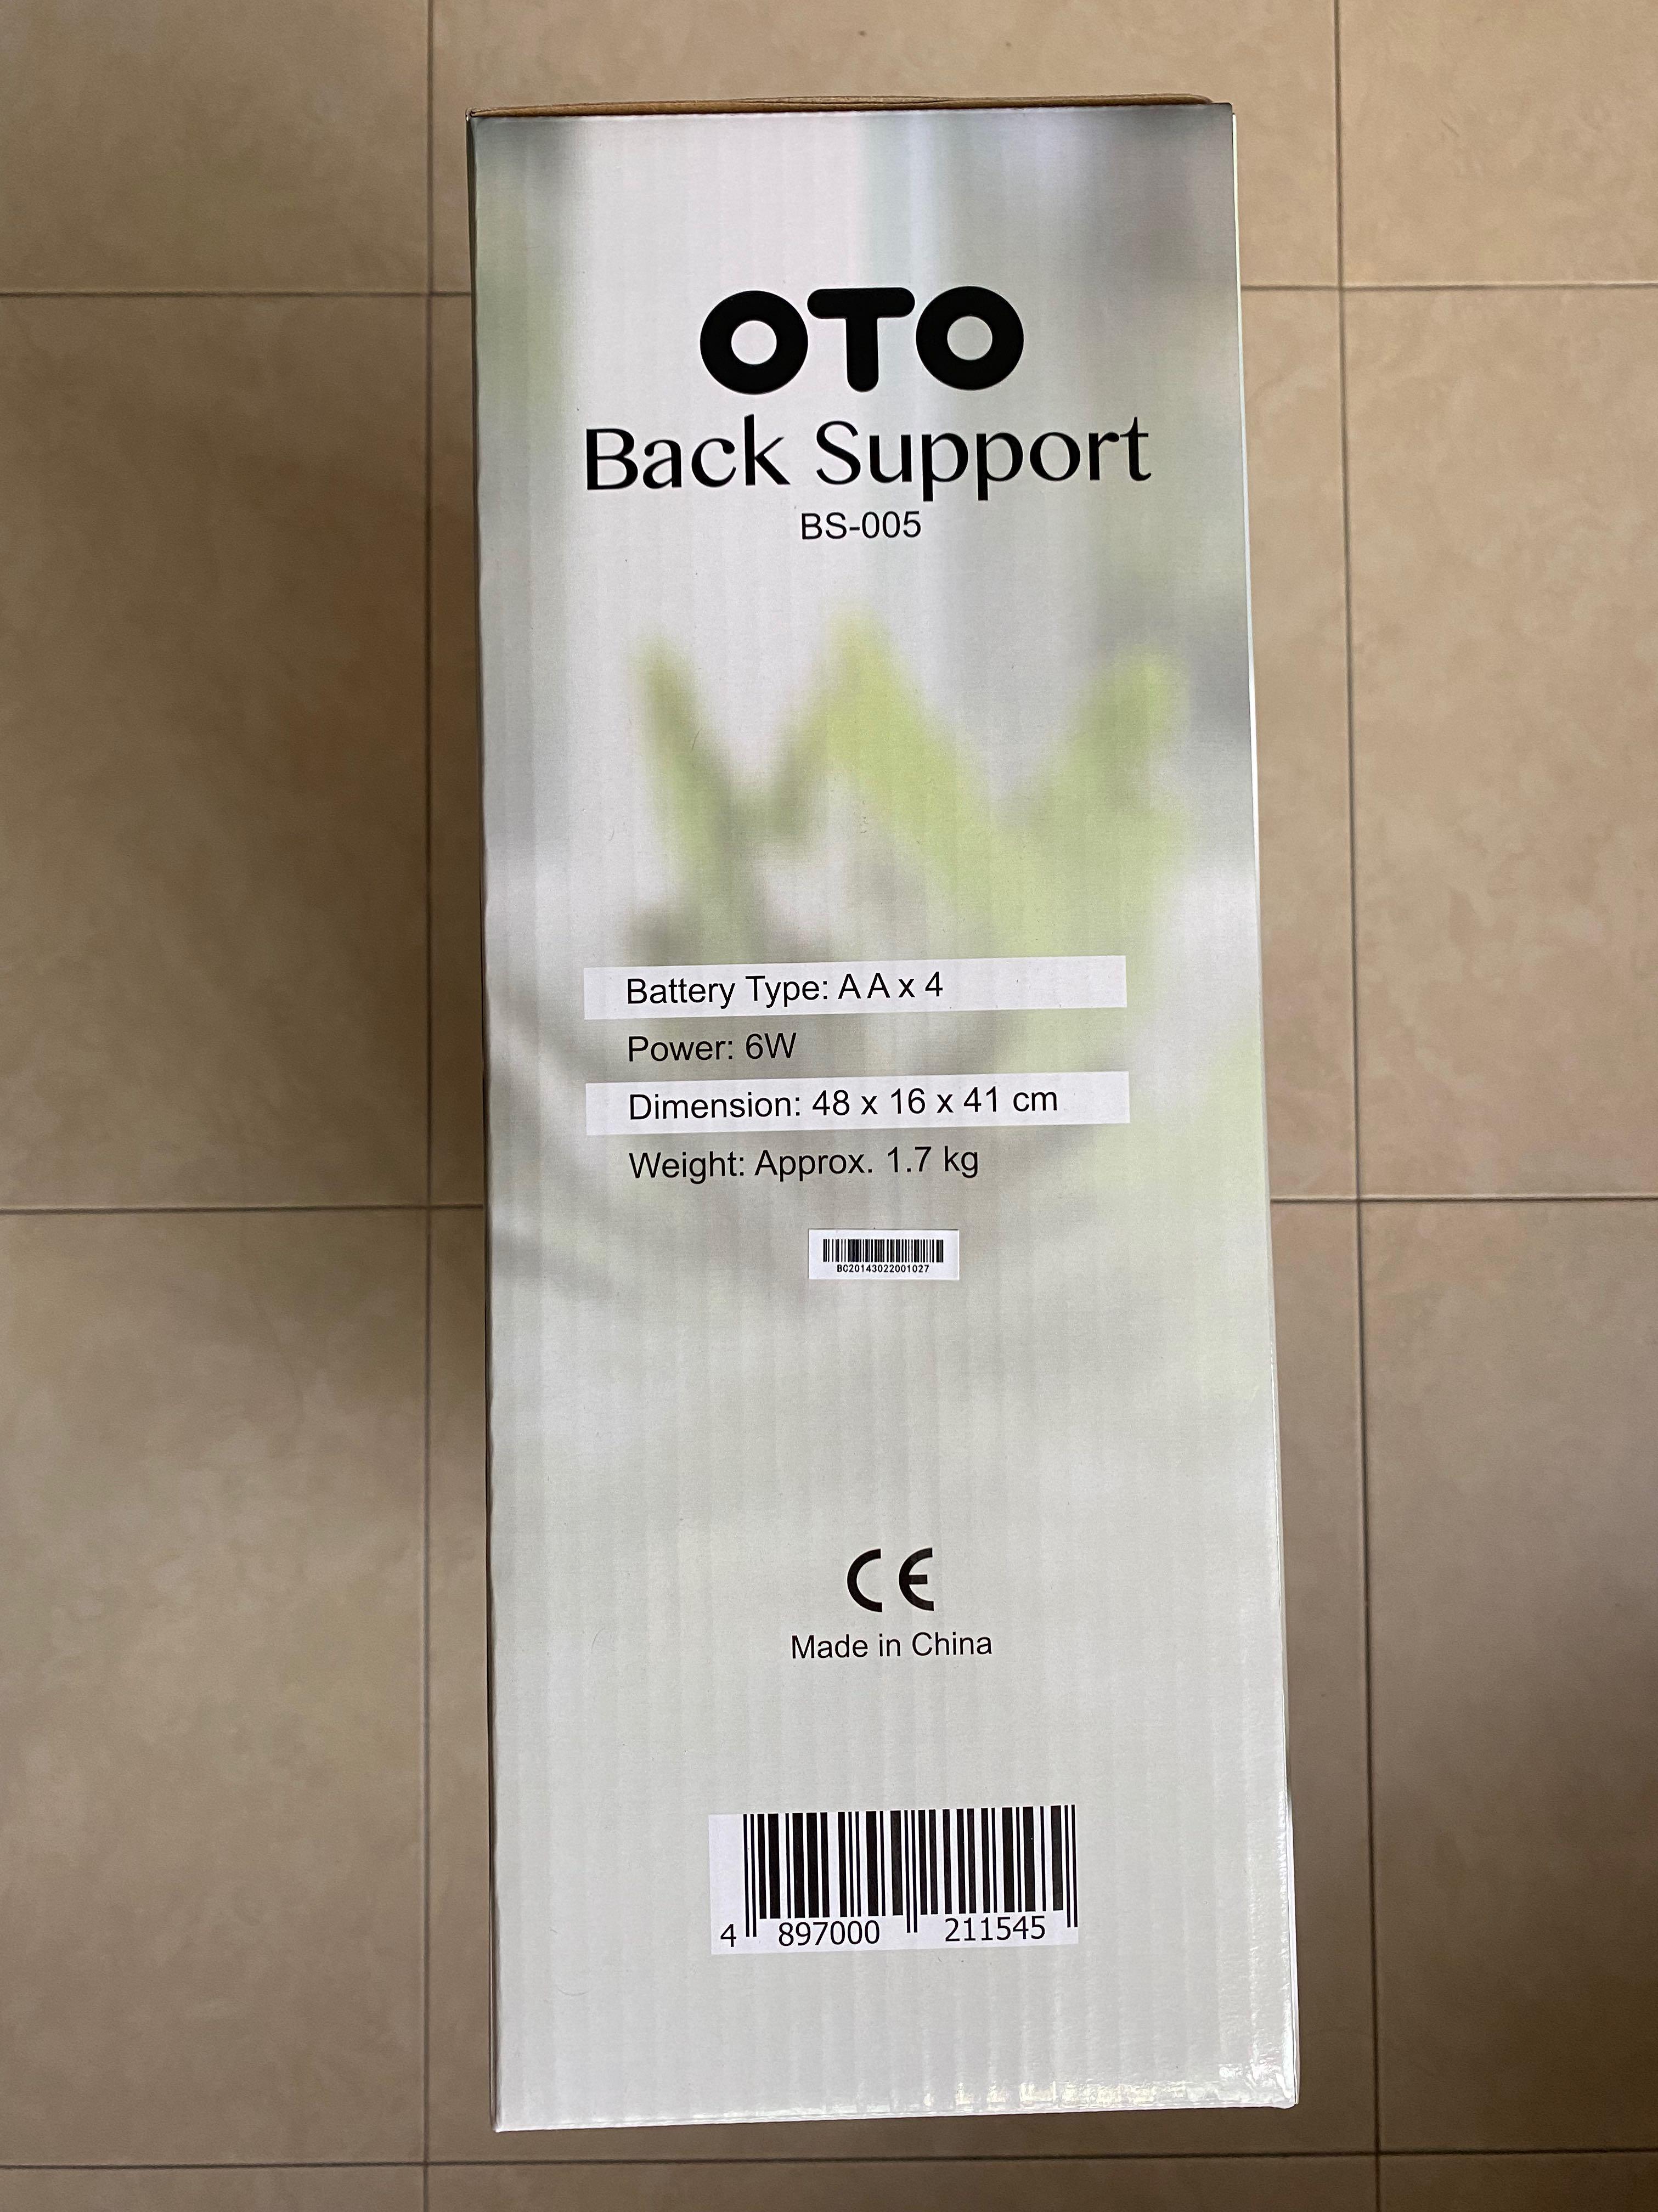 OTO
Back Support
BS-005
Battery Type: AA x 4
Power: 6W
Dimension: 48 x 16 x 41 cm
Weight: Approx. 1.7 kg
BC20143022001027
CE
Made in China
4 897000 211545